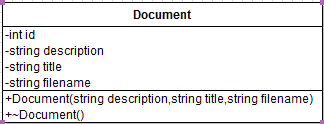 Document
-int id
-string description
-string title
-string filename
+Document(string description,string title,string filename)
+~Document()